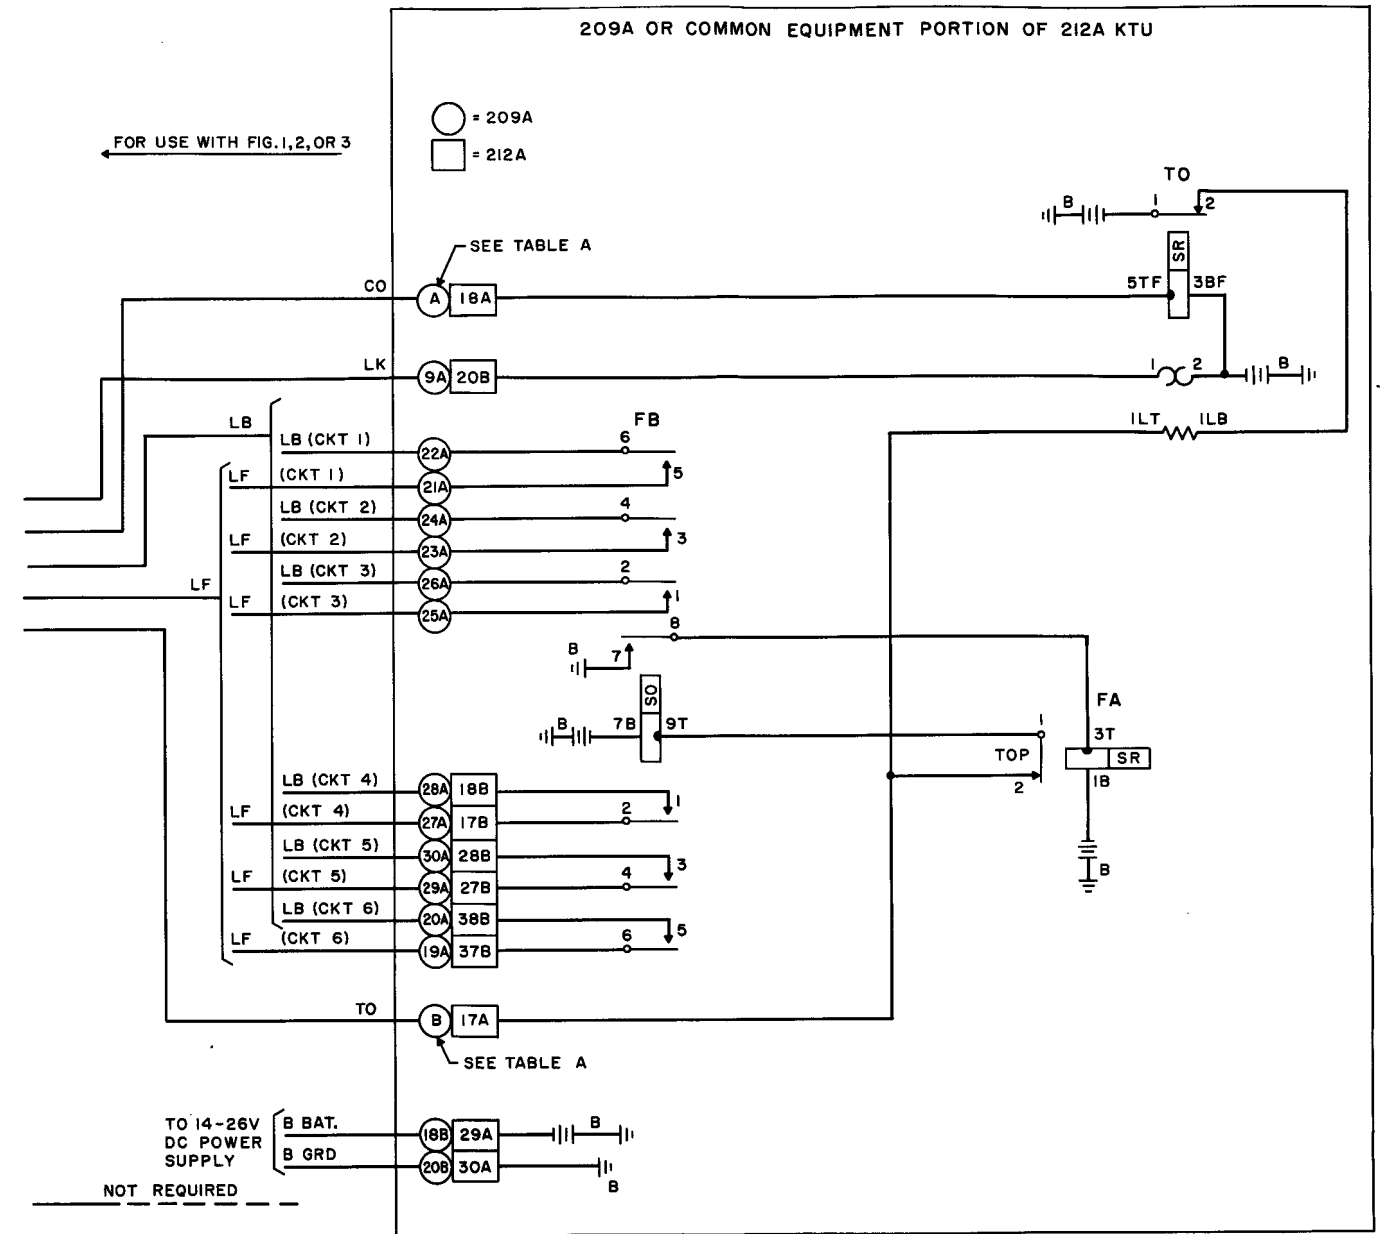 209A OR COMMON EQUIPMENT PORTION OF 212A KTU
= 209A
FOR USE WITH FIG. 1, 2, OR 3
= 212A
TO
B
1
2
SR
SEE TABLE A
CO
A
18A
5TF
3BF
LK
9A
20B
1
2
B
1LT
1LB
FB
LB
LB (CKT 1)
22A
6
LF (CKT 1)
21A
5
LB (CKT 2)
24A
4
LF (CKT 2)
23A
3
LB (CKT 3)
26A
2
LF
LF (CKT 3)
25A
1
8
B
7
SO
FA
B
7B
9T
1
3T
TOP
SR
2
1B
B
LB (CKT 4)
28A
18B
1
LF (CKT 4)
27A
17B
2
LB (CKT 5)
30A
28B
3
LF (CKT 5)
29A
27B
4
LB (CKT 6)
20A
38B
5
LF (CKT 6)
19A
37B
6
TO
B
17A
SEE TABLE A
TO 14-26V
DC POWER
SUPPLY
B BAT.
18B
29A
B
B GRD
20B
30A
B
NOT REQUIRED